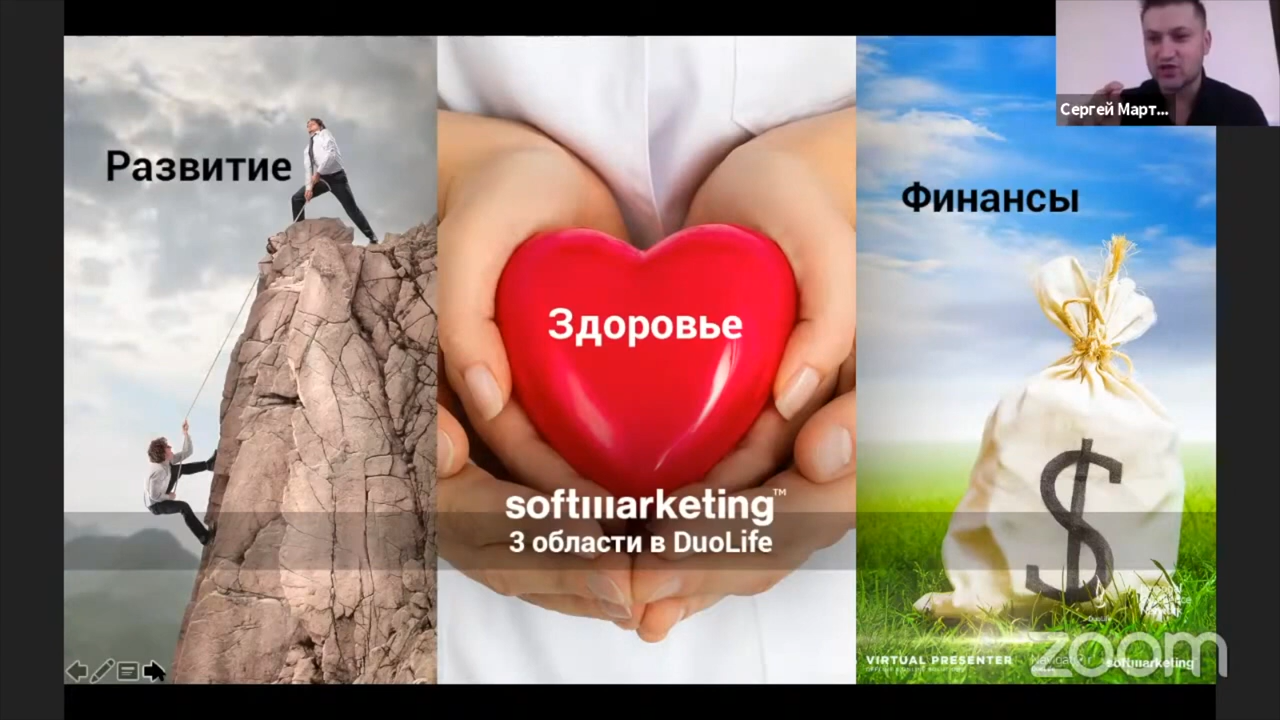 Сергей Март...
Развитие
Финансы
Здоровье
softmarketing™
3 области в DuoLife
$
VIRTUAL PRESENTER
softmarketing
zoom